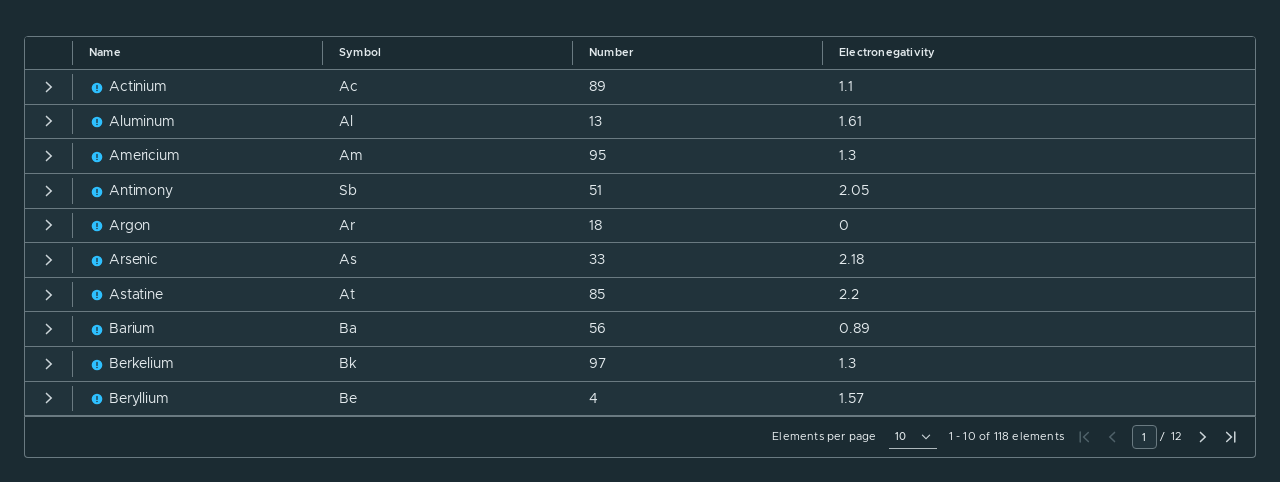 Name Symbol Number Electronegativity
Actinium Ac 89 1.1
Aluminum Al 13 1.61
Americium Am 95 1.3
Antimony Sb 51 2.05
Argon Ar 18 0
Arsenic As 33 2.18
Astatine At 85 2.2
Barium Ba 56 0.89
Berkelium Bk 97 1.3
Beryllium Be 4 1.57
Elements per page 10 1 - 10 of 118 elements 1 / 12